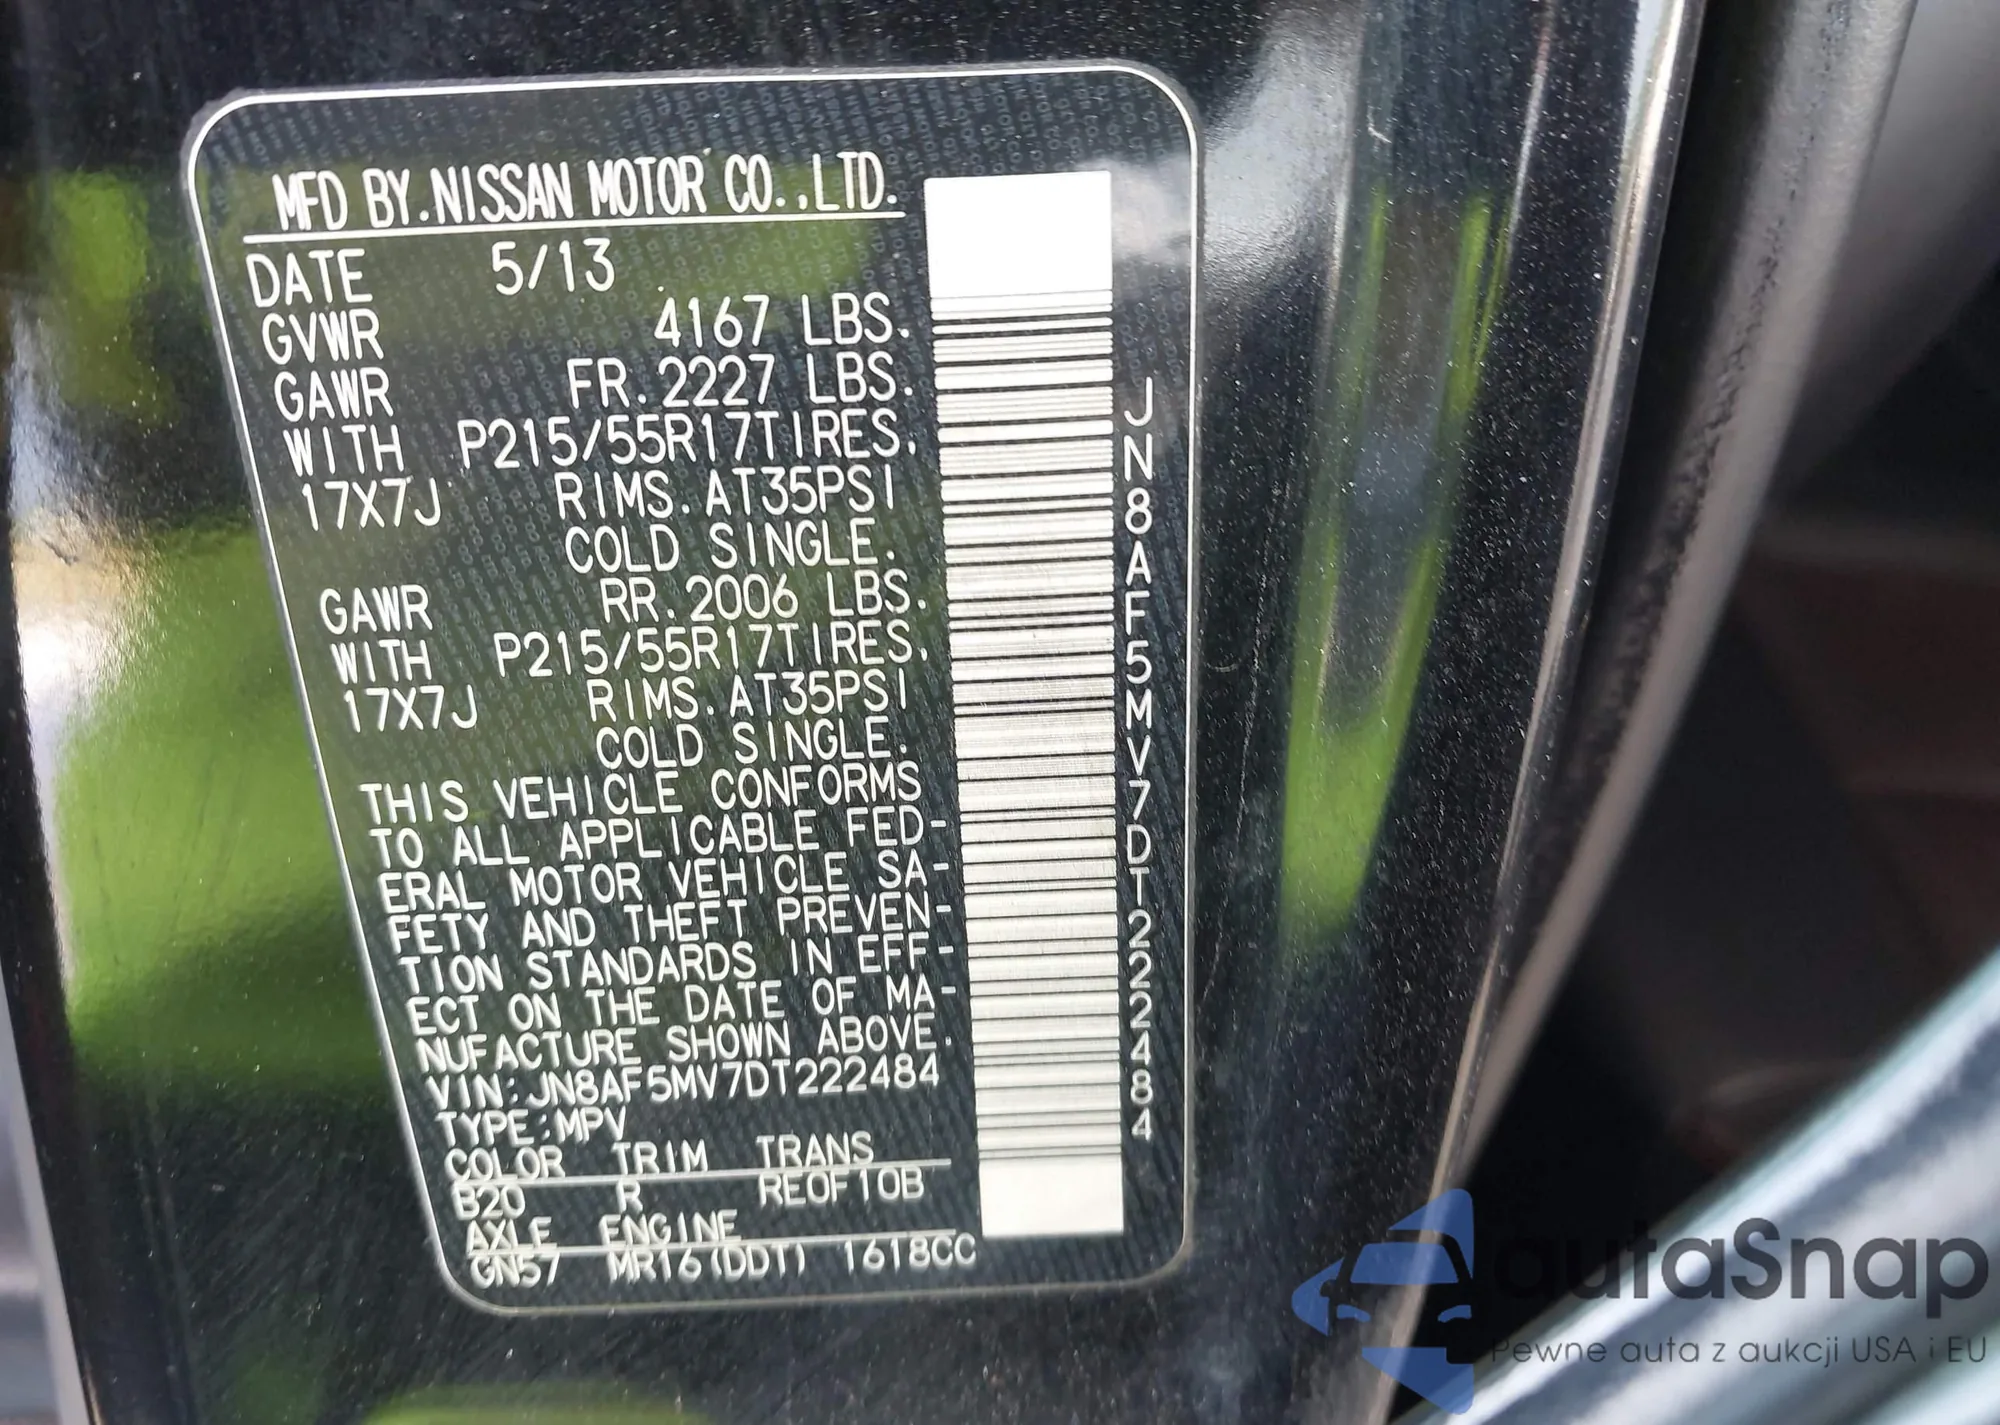 MFD BY.NISSAN MOTOR CO.,LTD.
DATE 5/13
GVWR 4167 LBS.
GAWR FR.2227 LBS.
WITH P215/55R17TIRES.
17X7J RIMS.AT35PSI
COLD SINGLE.
GAWR RR.2006 LBS.
WITH P215/55R17TIRES.
17X7J RIMS.AT35PSI
COLD SINGLE.
THIS VEHICLE CONFORMS
TO ALL APPLICABLE FED-
ERAL MOTOR VEHICLE SA-
FETY AND THEFT PREVEN-
TION STANDARDS IN EFF-
ECT ON THE DATE OF MA-
NUFACTURE SHOWN ABOVE.
VIN:JN8AF5MV7DT222484
TYPE:MPV
COLOR TRIM TRANS
B20 R RE0F10B
AXLE ENGINE
GN57 MR16(DDT) 1618CC
JN8AF5MV7DT222484
autaSnap
Pewne auta z aukcji USA i EU